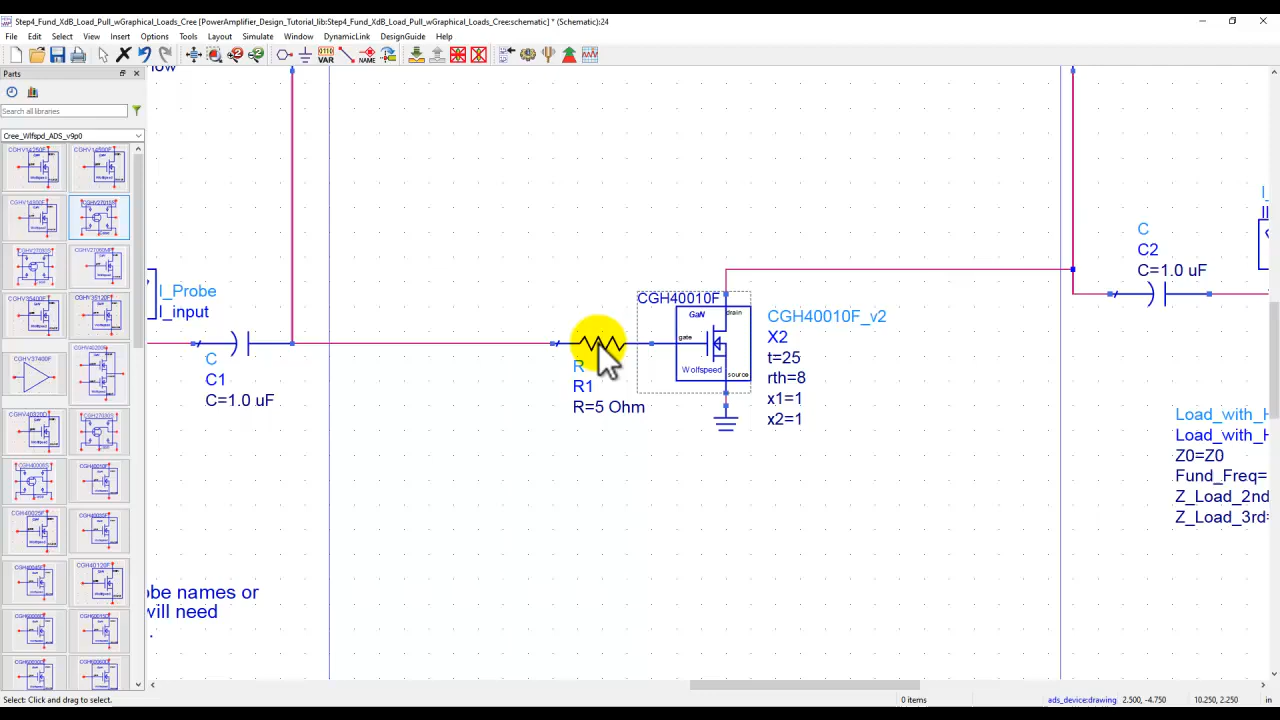 Step4_Fund_XdB_Load_Pull_wGraphical_Loads_Cree [PowerAmplifier_Design_Tutorial_lib:Step4_Fund_XdB_Load_Pull_wGraphical_Loads_Cree:schematic] * (Schematic):24
File Edit Select View Insert Options Tools Layout Simulate Window DynamicLink DesignGuide Help
VAR
NAME
Parts
Search all libraries
Cree_Wlfspd_ADS_v9p0
I_Probe
I_input
C
C1
C=1.0 uF
R
R1
R=5 Ohm
CGH40010F
GaN
drain
gate
Wolfspeed
source
CGH40010F_v2
X2
t=25
rth=8
x1=1
x2=1
C
C2
C=1.0 uF
Load_with_H
Load_with_H
Z0=Z0
Fund_Freq=
Z_Load_2nd
Z_Load_3rd=
be names or
will need
.
Select: Click and drag to select.
0 items
ads_device:drawing
2.500, -4.750
10.250, 2.250
in